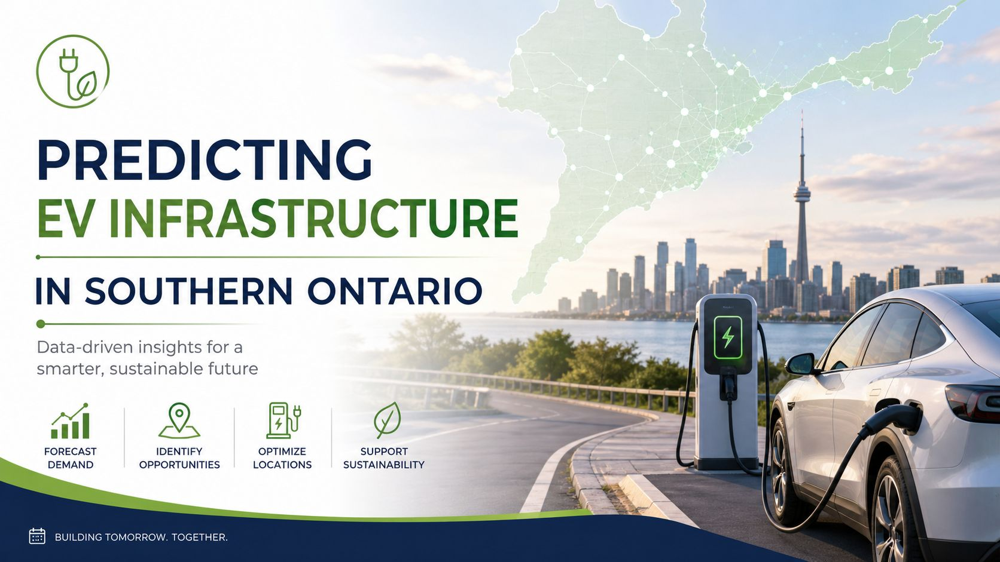 PREDICTING
EV INFRASTRUCTURE
IN SOUTHERN ONTARIO
Data-driven insights for a
smarter, sustainable future
FORECAST
DEMAND
IDENTIFY
OPPORTUNITIES
OPTIMIZE
LOCATIONS
SUPPORT
SUSTAINABILITY
BUILDING TOMORROW. TOGETHER.